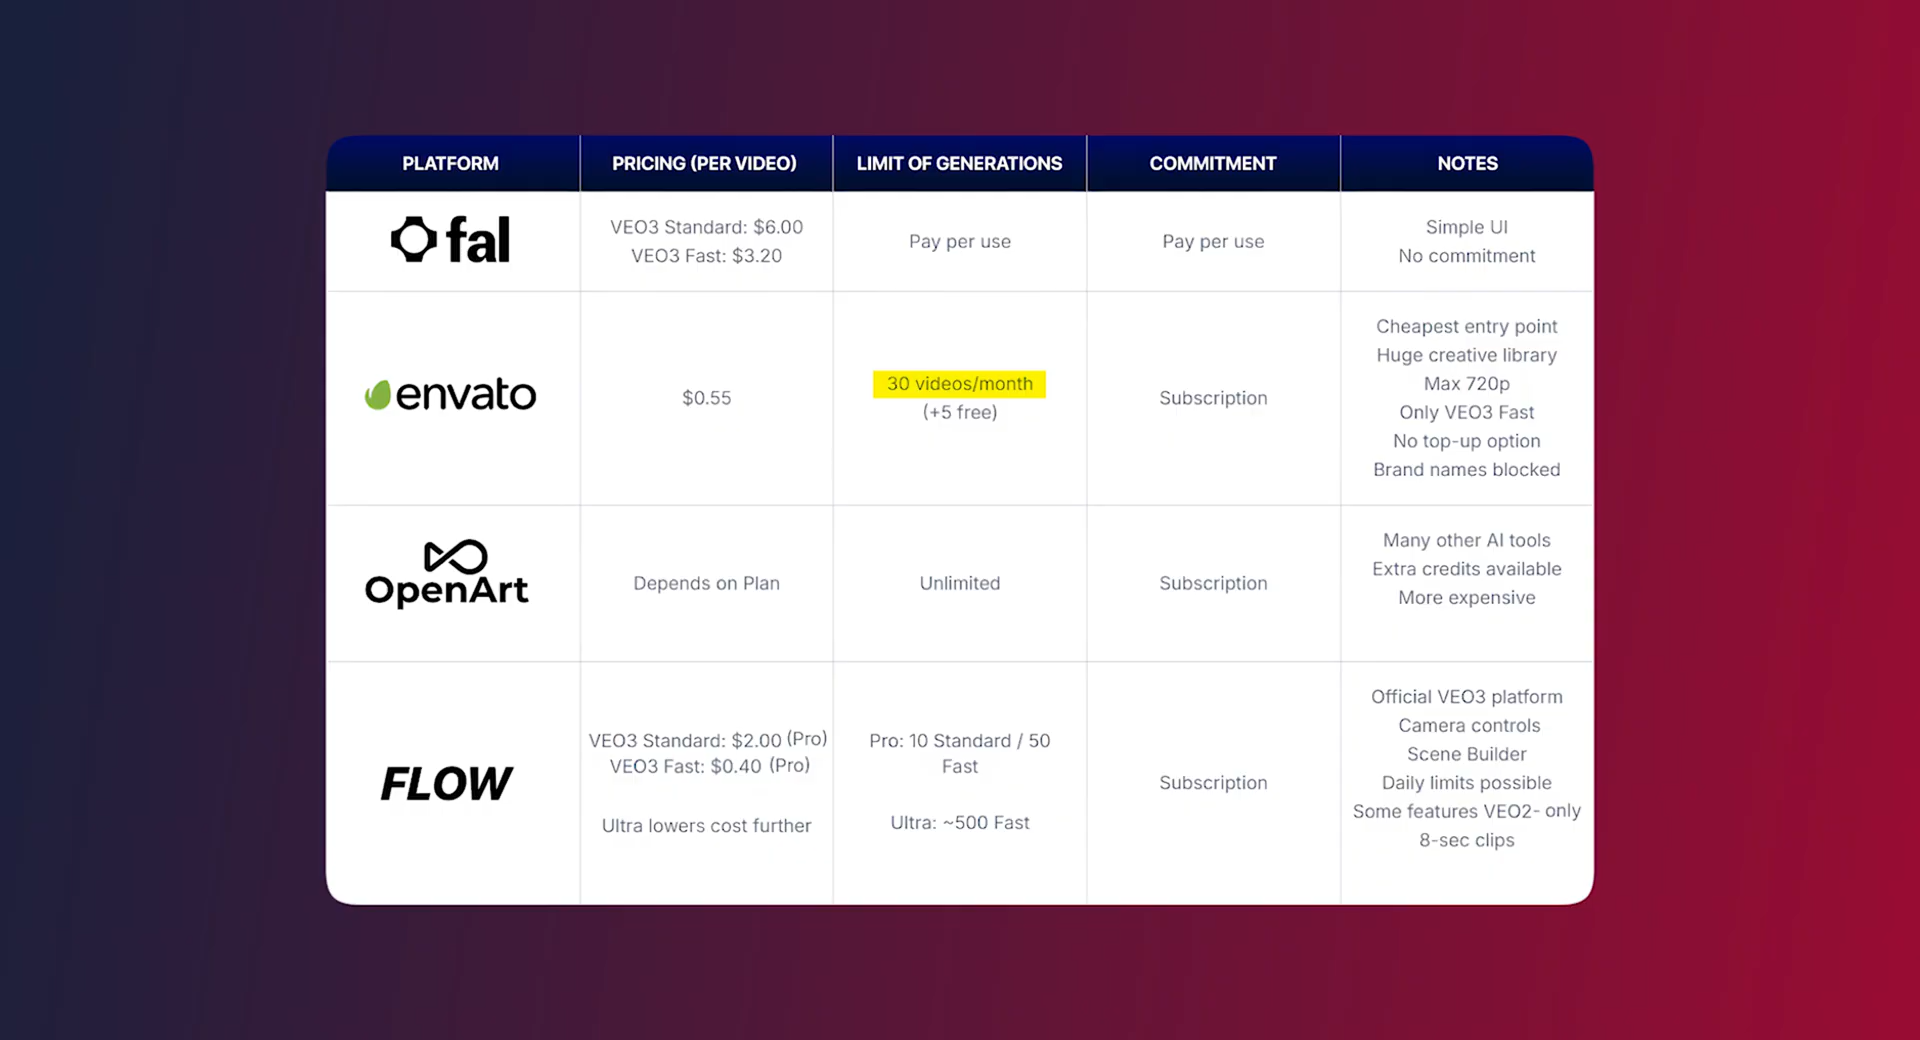 PLATFORM
PRICING (PER VIDEO)
LIMIT OF GENERATIONS
COMMITMENT
NOTES
fal
VEO3 Standard: $6.00
VEO3 Fast: $3.20
Pay per use
Pay per use
Simple UI
No commitment
envato
$0.55
30 videos/month
(+5 free)
Subscription
Cheapest entry point
Huge creative library
Max 720p
Only VEO3 Fast
No top-up option
Brand names blocked
OpenArt
Depends on Plan
Unlimited
Subscription
Many other AI tools
Extra credits available
More expensive
FLOW
VEO3 Standard: $2.00 (Pro)
VEO3 Fast: $0.40 (Pro)
Ultra lowers cost further
Pro: 10 Standard / 50
Fast
Ultra: ~500 Fast
Subscription
Official VEO3 platform
Camera controls
Scene Builder
Daily limits possible
Some features VEO2- only
8-sec clips